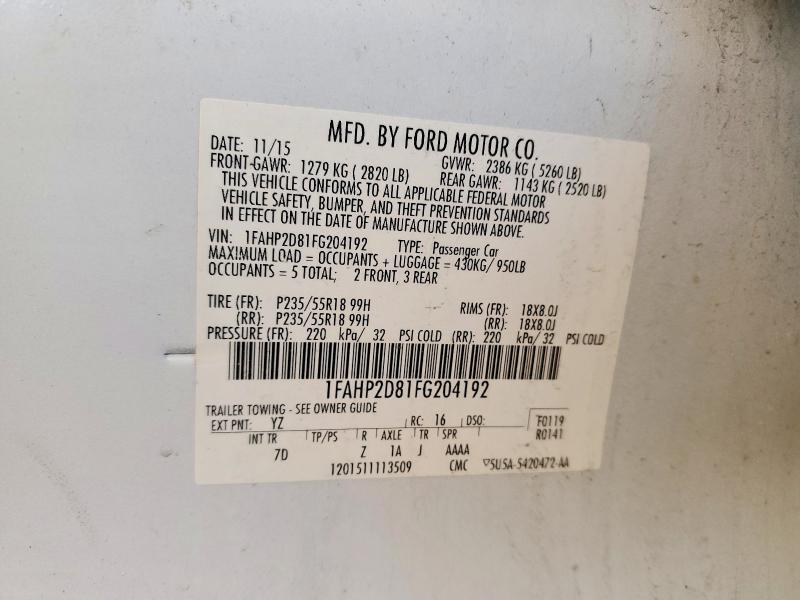 MFD. BY FORD MOTOR CO.
DATE: 11/15 GVWR: 2386 KG ( 5260 LB)
FRONT-GAWR: 1279 KG ( 2820 LB) REAR GAWR: 1143 KG ( 2520 LB)
THIS VEHICLE CONFORMS TO ALL APPLICABLE FEDERAL MOTOR
VEHICLE SAFETY, BUMPER, AND THEFT PREVENTION STANDARDS
IN EFFECT ON THE DATE OF MANUFACTURE SHOWN ABOVE.
VIN: 1FAHP2D81FG204192 TYPE: Passenger Car
MAXIMUM LOAD = OCCUPANTS + LUGGAGE = 430KG/ 950LB
OCCUPANTS = 5 TOTAL; 2 FRONT, 3 REAR
TIRE (FR): P235/55R18 99H RIMS (FR): 18X8.0J
(RR): P235/55R18 99H (RR): 18X8.0J
PRESSURE (FR): 220 kPa/ 32 PSI COLD (RR): 220 kPa/ 32 PSI COLD
1FAHP2D81FG204192
TRAILER TOWING - SEE OWNER GUIDE
EXT PNT: YZ RC: 16 DSO: F0119
INT TR TP/PS R AXLE TR SPR R0141
7D Z 1A J AAAA
1201511113509 CMC ▽5U5A-5420472-AA